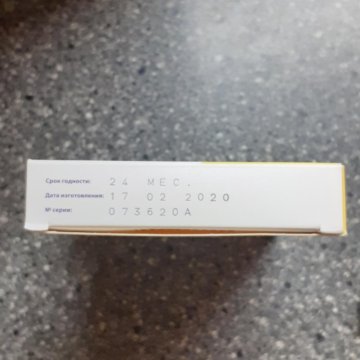 Срок годности: 24 МЕС.
Дата изготовления: 17 02 2020
№ серии: 073620А